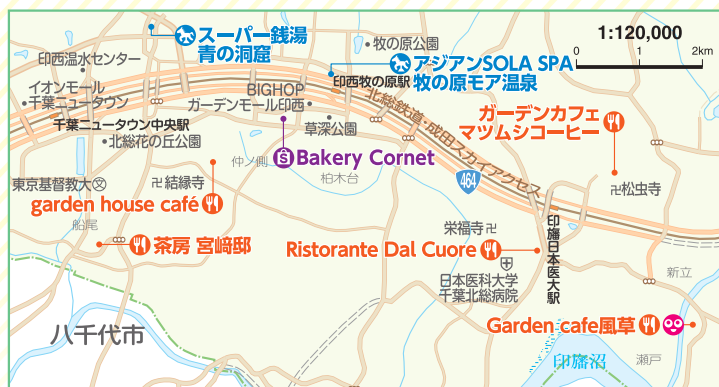 スーパー銭湯
青の洞窟
牧の原公園
1:120,000
0 1 2km
印西温水センター
アジアンSOLA SPA
牧の原モア温泉
印西牧の原駅
イオンモール
千葉ニュータウン
BIGHOP
ガーデンモール印西
北総鉄道・成田スカイアクセス
ガーデンカフェ
マツムシコーヒー
千葉ニュータウン中央駅
草深公園
北総花の丘公園
仲ノ側
Bakery Cornet
柏木台
464
東京基督教大
結縁寺
松虫寺
garden house café
船尾
茶房 宮﨑邸
栄福寺
印旛日本医大駅
Ristorante Dal Cuore
日本医科大学
千葉北総病院
新立
八千代市
Garden cafe風草
印旛沼
瀬戸